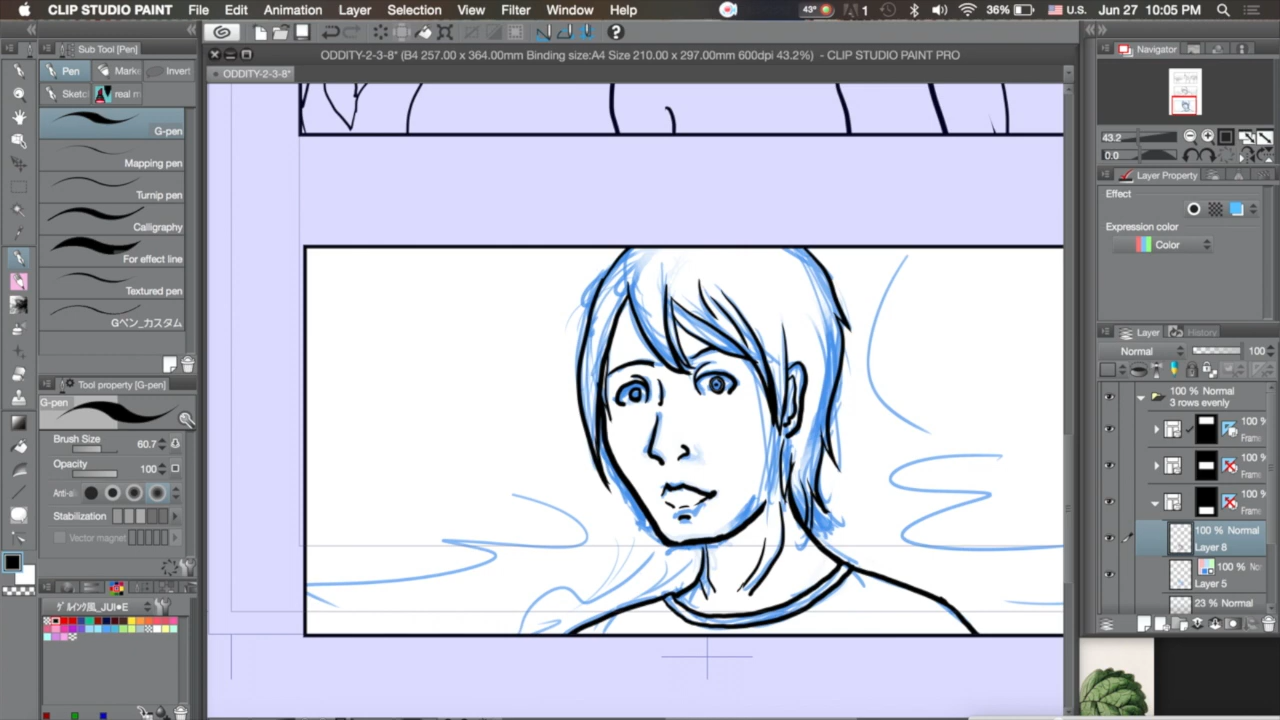 CLIP STUDIO PAINT File Edit Animation Layer Selection View Filter Window Help 43° 1 36% U.S. Jun 27 10:05 PM
Sub Tool [Pen]
ODDITY-2-3-8* (B4 257.00 x 364.00mm Binding size:A4 Size 210.00 x 297.00mm 600dpi 43.2%) - CLIP STUDIO PAINT PRO
ODDITY-2-3-8*
Navigator
Pen Marke Invert
Sketc real m
G-pen
Mapping pen
Turnip pen
Calligraphy
For effect line
Textured pen
Gペン_カスタム
Tool property [G-pen]
G-pen
Brush Size 60.7
Opacity 100
Anti-al
Stabilization
Vector magnet
43.2
0.0
Layer Property
Effect
Expression color
Color
Layer History
Normal 100
100 % Normal
3 rows evenly
100 %
Frame
100 %
Frame
100 %
Frame
100 % Normal
Layer 8
100 % No
Layer 5
23 % Normal